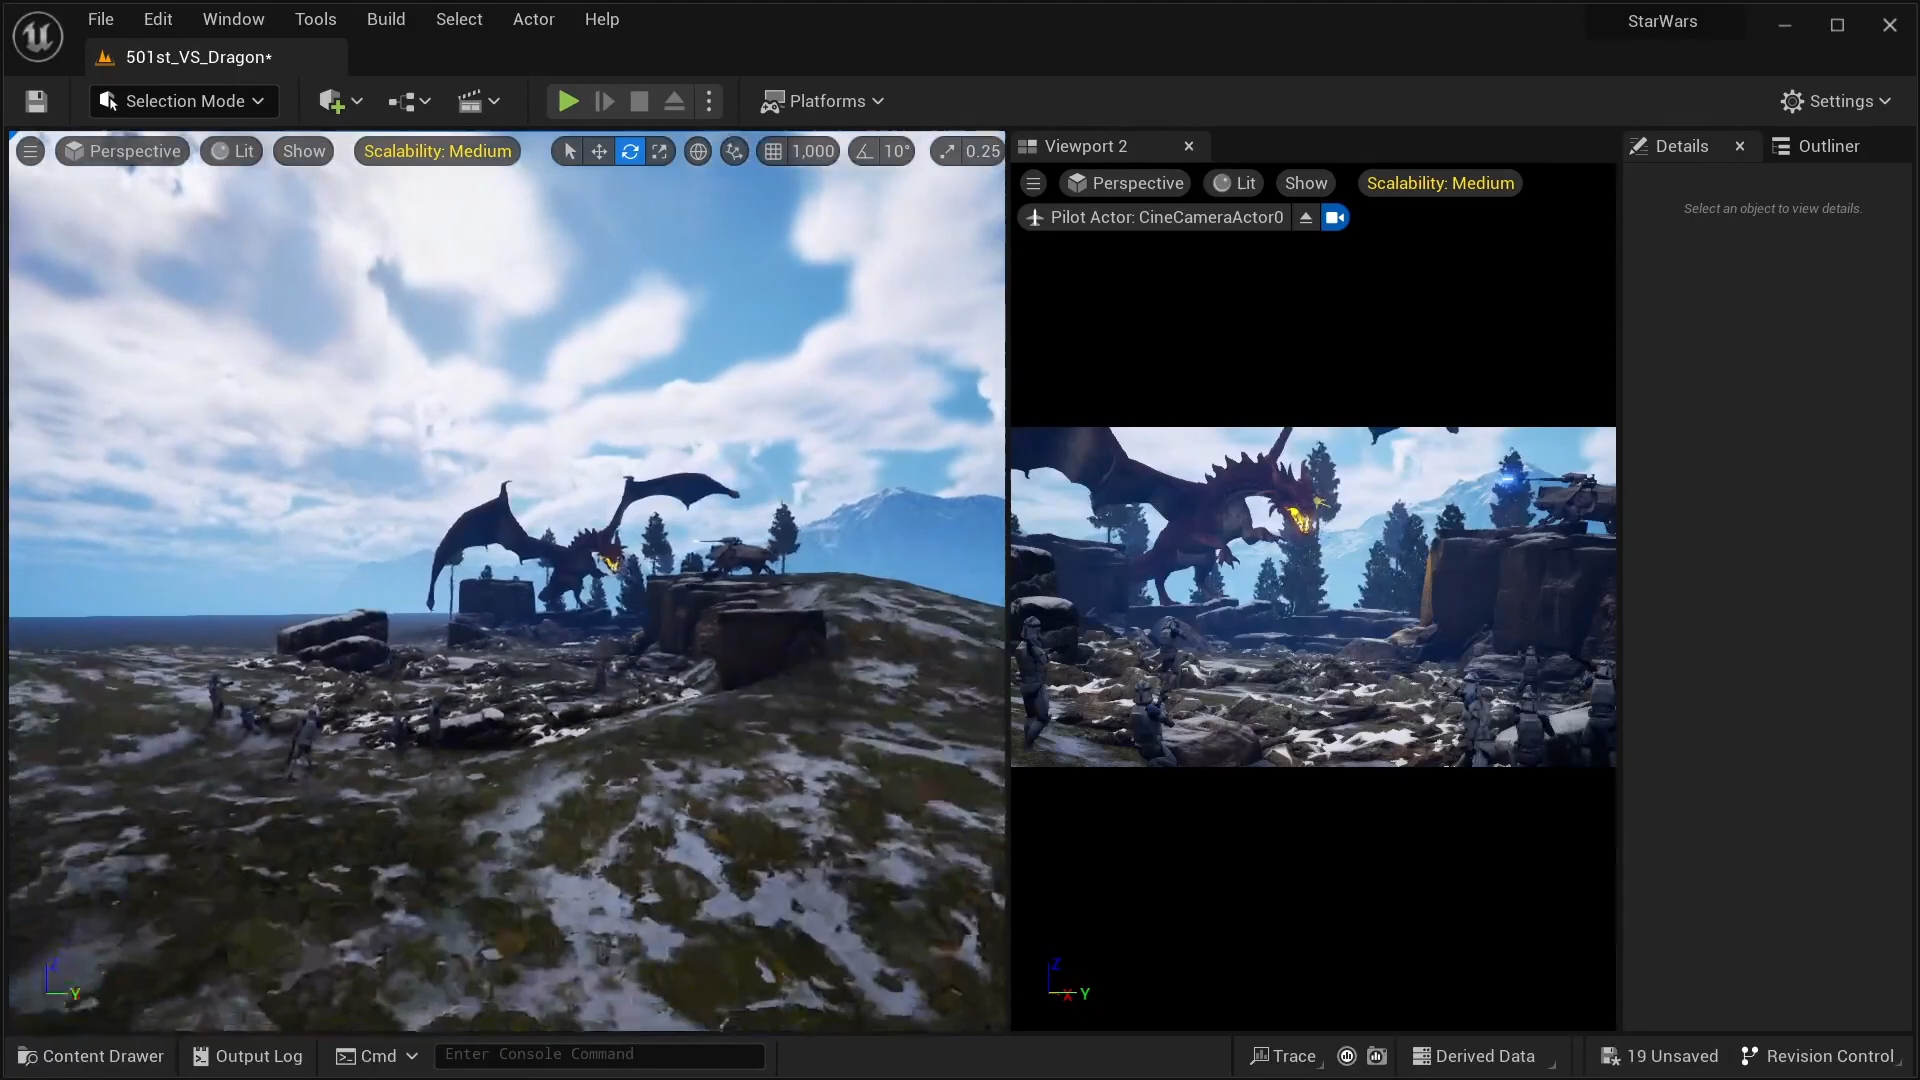 File Edit Window Tools Build Select Actor Help
StarWars
501st_VS_Dragon*
Selection Mode
Platforms
Settings
Perspective Lit Show Scalability: Medium 1,000 10° 0.25
Viewport 2
Perspective Lit Show Scalability: Medium
Pilot Actor: CineCameraActor0
Details Outliner
Select an object to view details.
Z
Y
Z
X Y
Content Drawer Output Log Cmd Enter Console Command Trace Derived Data 19 Unsaved Revision Control